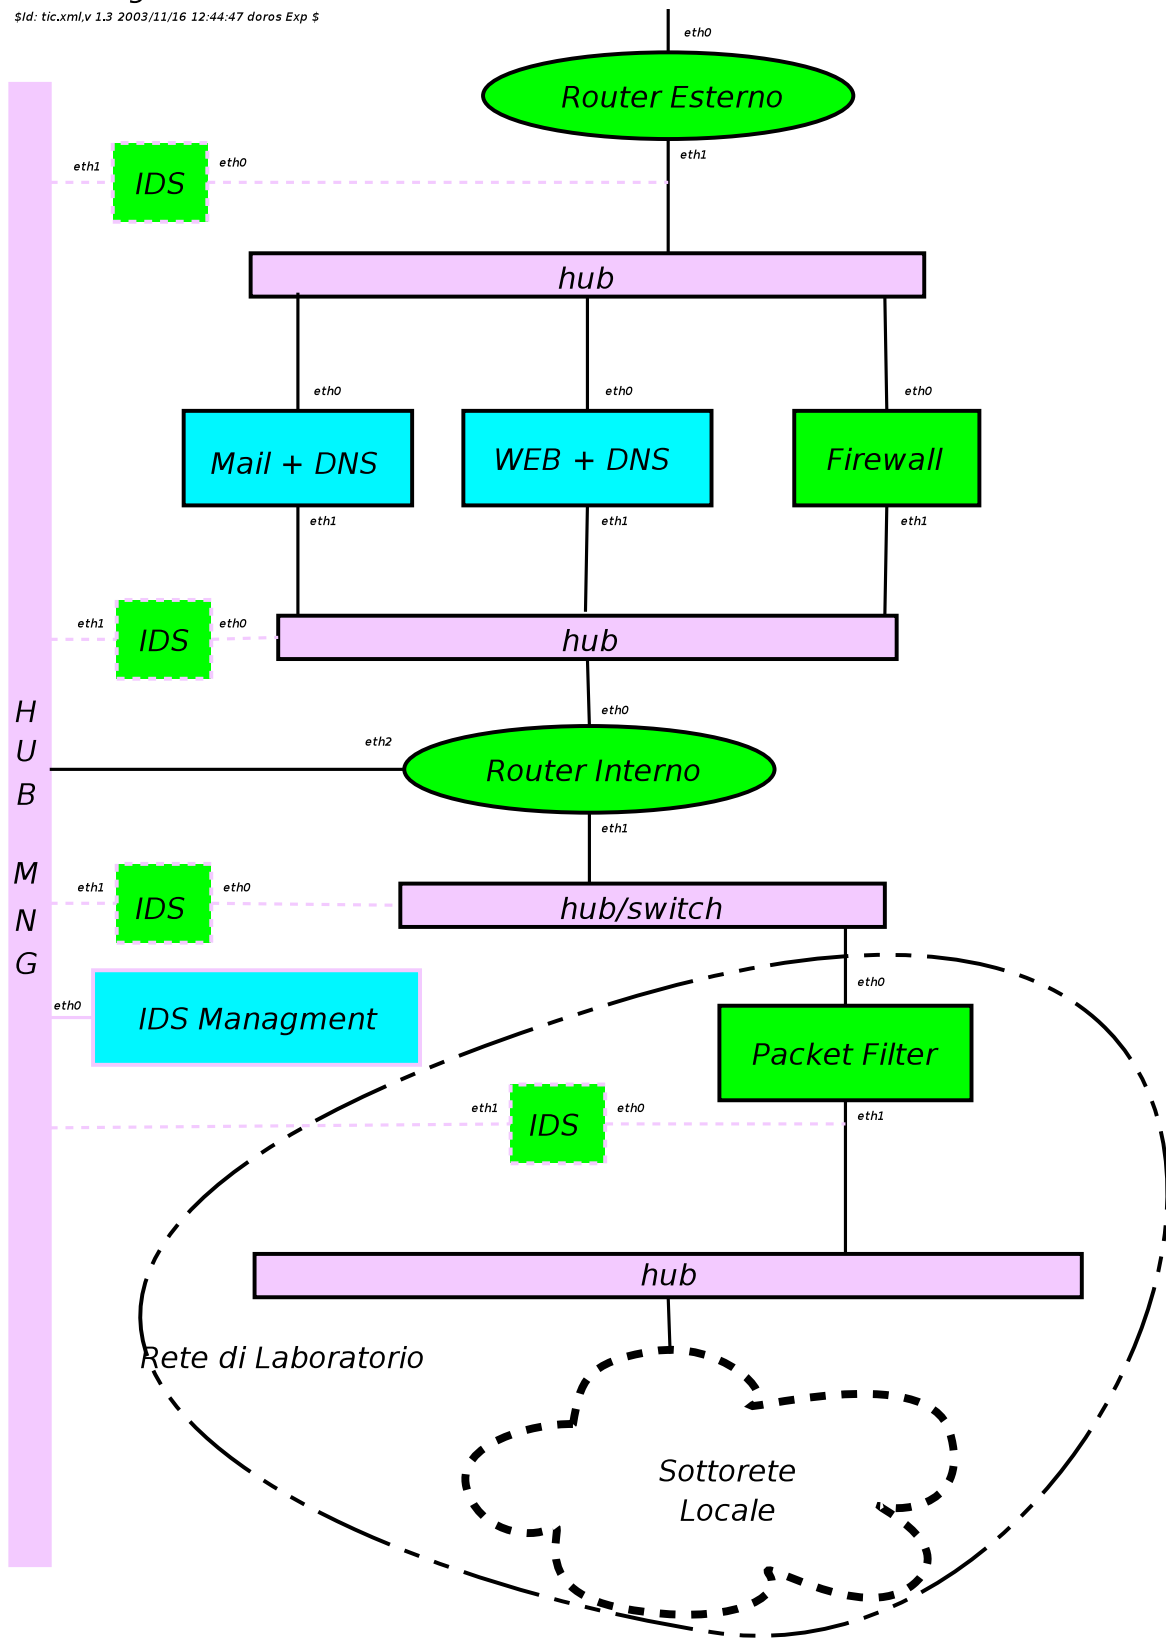 $Id: tic.xml,v 1.3 2003/11/16 12:44:47 doros Exp $
eth0
Router Esterno
eth1
eth1
IDS
eth0
hub
eth0
eth0
eth0
Mail + DNS
WEB + DNS
Firewall
eth1
eth1
eth1
eth1
IDS
eth0
hub
eth0
eth2
Router Interno
eth1
H
U
B
M
N
G
eth1
IDS
eth0
hub/switch
eth0
eth0
IDS Managment
Packet Filter
eth1
IDS
eth0
eth1
hub
Rete di Laboratorio
Sottorete
Locale